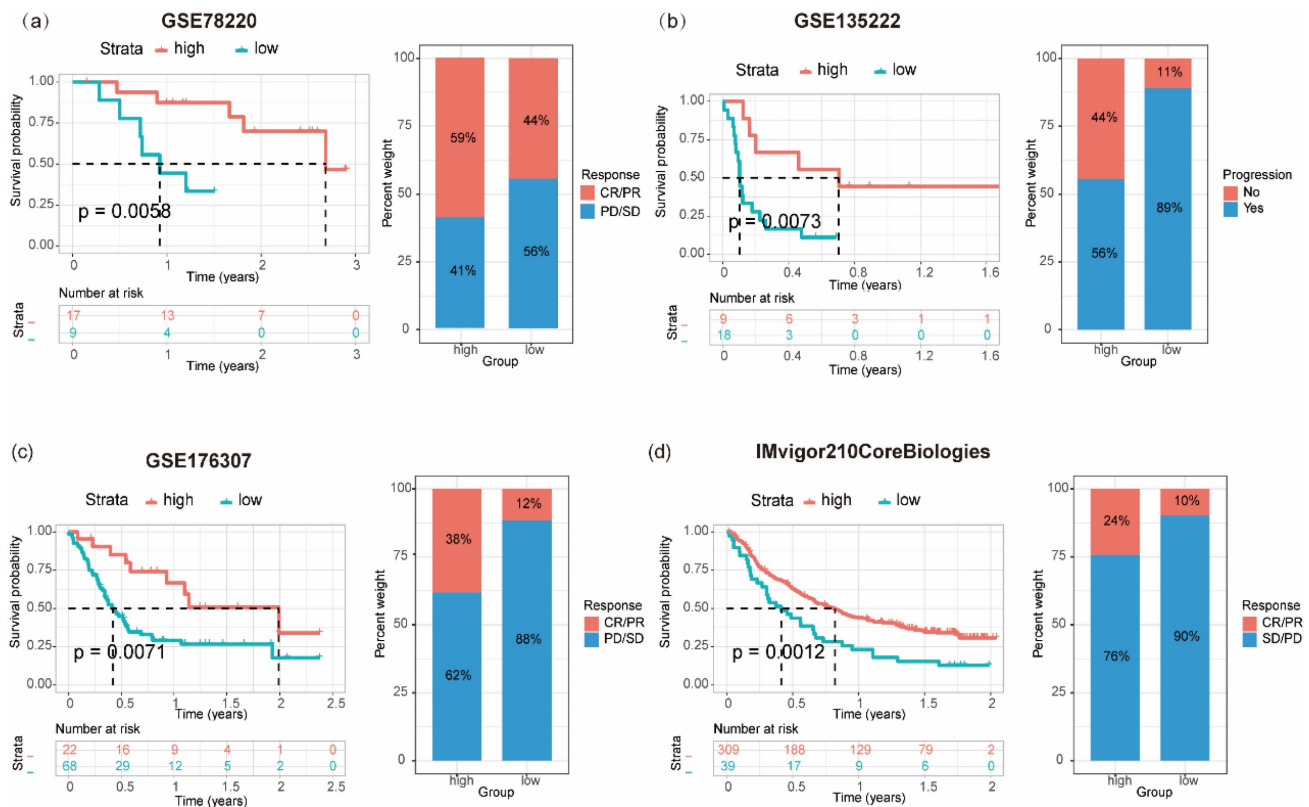 (a)
GSE78220
Strata high low
1.00
0.75
0.50
0.25
0.00
Survival probability
p = 0.0058
0 1 2 3
Time (years)
Number at risk
Strata
17 13 7 0
9 4 0 0
0 1 2 3
Time (years)
100
75
50
25
0
Percent weight
59% 44%
41% 56%
high low
Group
Response
CR/PR
PD/SD
(b)
GSE135222
Strata high low
1.00
0.75
0.50
0.25
0.00
Survival probability
p = 0.0073
0 0.4 0.8 1.2 1.6
Time (years)
Number at risk
Strata
9 6 3 1 1
18 3 0 0 0
0 0.4 0.8 1.2 1.6
Time (years)
100
75
50
25
0
Percent weight
44% 11%
56% 89%
high low
Group
Progression
No
Yes
(c)
GSE176307
Strata high low
1.00
0.75
0.50
0.25
0.00
Survival probability
p = 0.0071
0 0.5 1 1.5 2 2.5
Time (years)
Number at risk
Strata
22 16 9 4 1 0
68 29 12 5 2 0
0 0.5 1 1.5 2 2.5
Time (years)
100
75
50
25
0
Percent weight
38% 12%
62% 88%
high low
Group
Response
CR/PR
PD/SD
(d)
IMvigor210CoreBiologies
Strata high low
1.00
0.75
0.50
0.25
0.00
Survival probability
p = 0.0012
0 0.5 1 1.5 2
Time (years)
Number at risk
Strata
309 188 129 79 2
39 17 9 6 0
0 0.5 1 1.5 2
Time (years)
100
75
50
25
0
Percent weight
24% 10%
76% 90%
high low
Group
Response
CR/PR
SD/PD